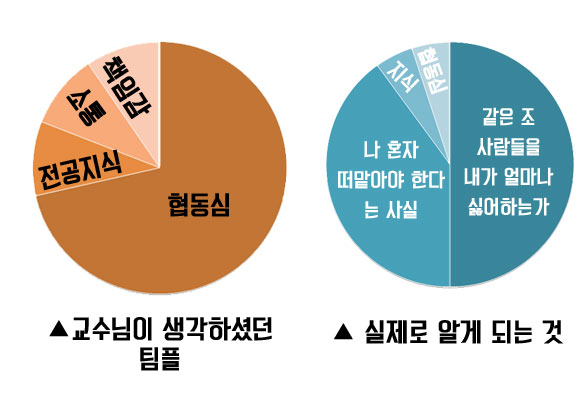 책임감
소통
전공지식
협동심
▲교수님이 생각하셨던
팀플
협동심
지식
나 혼자
떠맡아야 한다
는 사실
같은 조
사람들을
내가 얼마나
싫어하는가
▲ 실제로 알게 되는 것